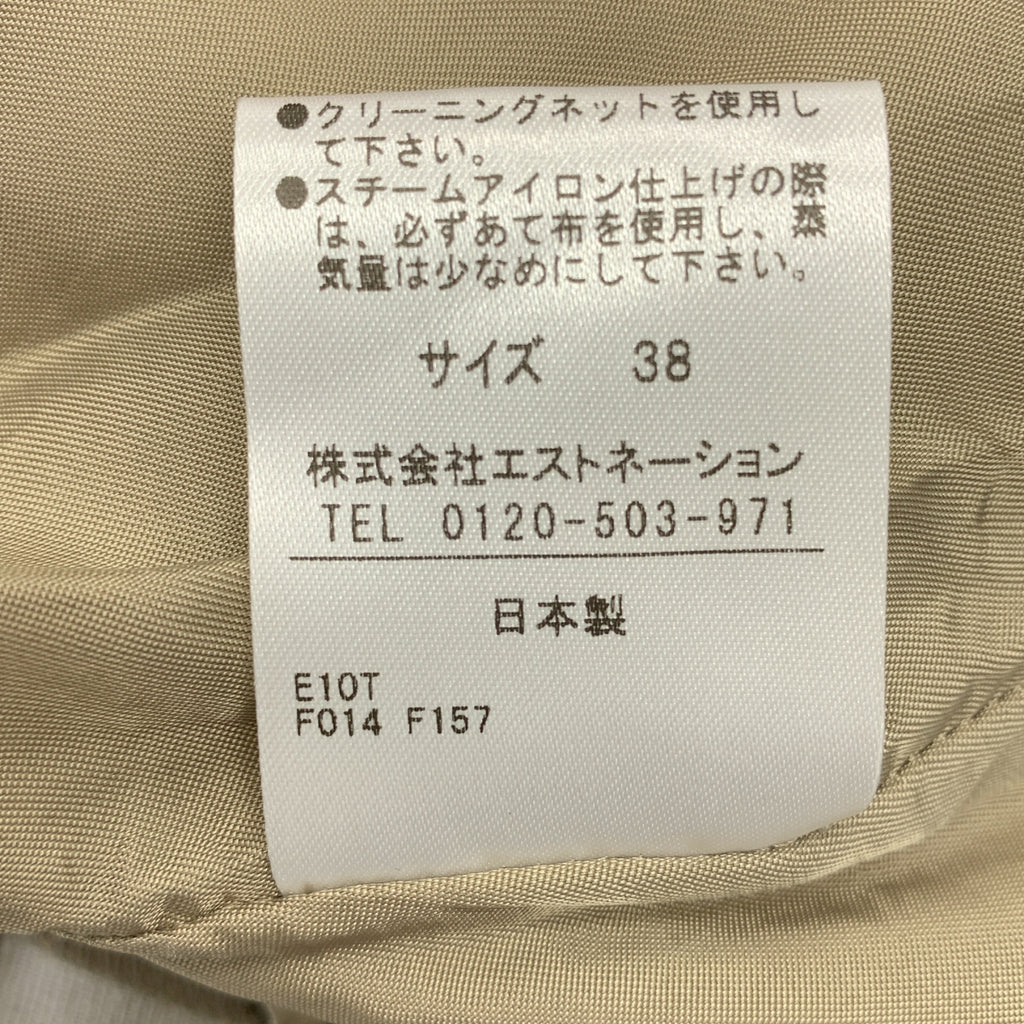 ●クリーニングネットを使用し
て下さい。
●スチームアイロン仕上げの際
は、必ずあて布を使用し、蒸
気量は少なめにして下さい。
サイズ 38
株式会社エストネーション
TEL 0120-503-971
日本製
E10T
F014 F157